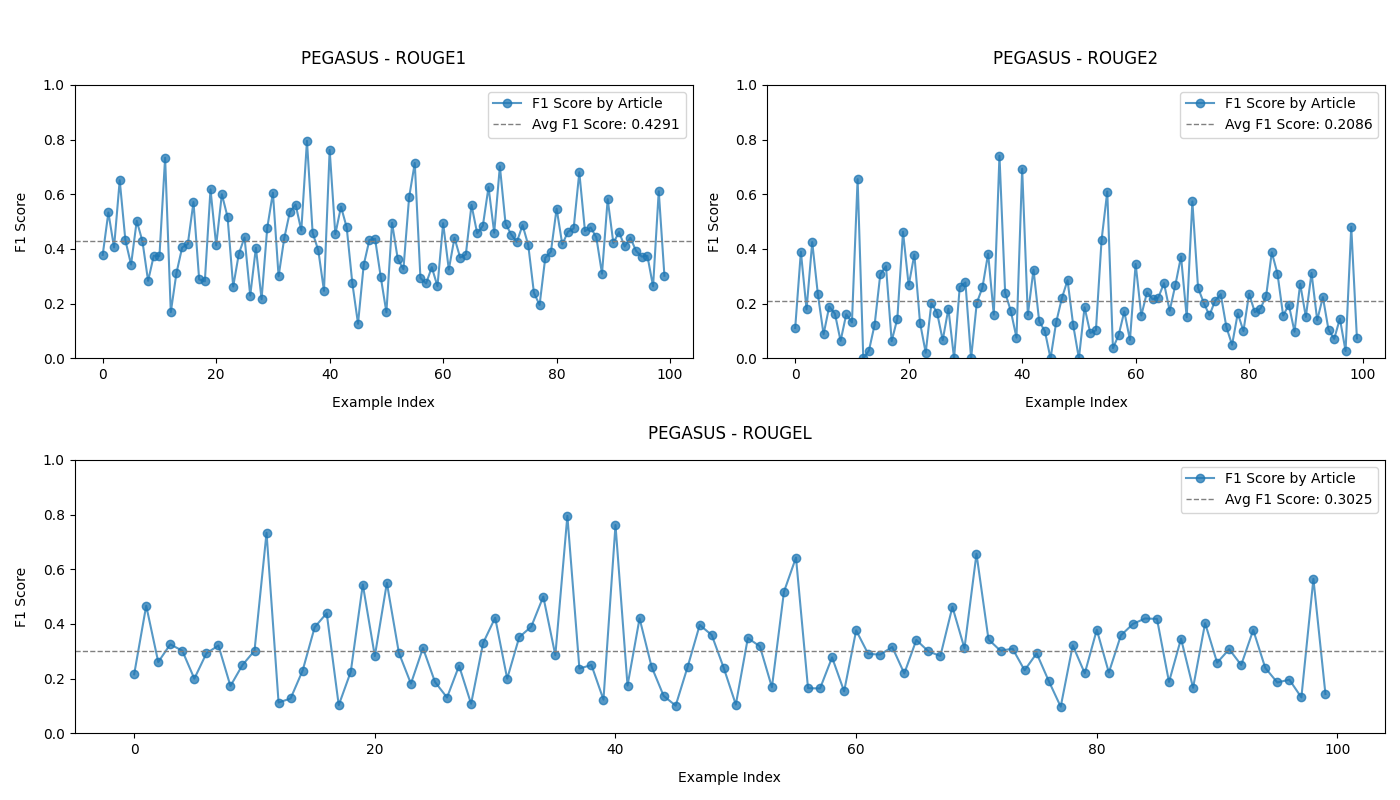 PEGASUS - ROUGE1
F1 Score
1.0
0.8
0.6
0.4
0.2
0.0
0 20 40 60 80 100
Example Index
F1 Score by Article
Avg F1 Score: 0.4291
PEGASUS - ROUGE2
F1 Score
1.0
0.8
0.6
0.4
0.2
0.0
0 20 40 60 80 100
Example Index
F1 Score by Article
Avg F1 Score: 0.2086
PEGASUS - ROUGEL
F1 Score
1.0
0.8
0.6
0.4
0.2
0.0
0 20 40 60 80 100
Example Index
F1 Score by Article
Avg F1 Score: 0.3025